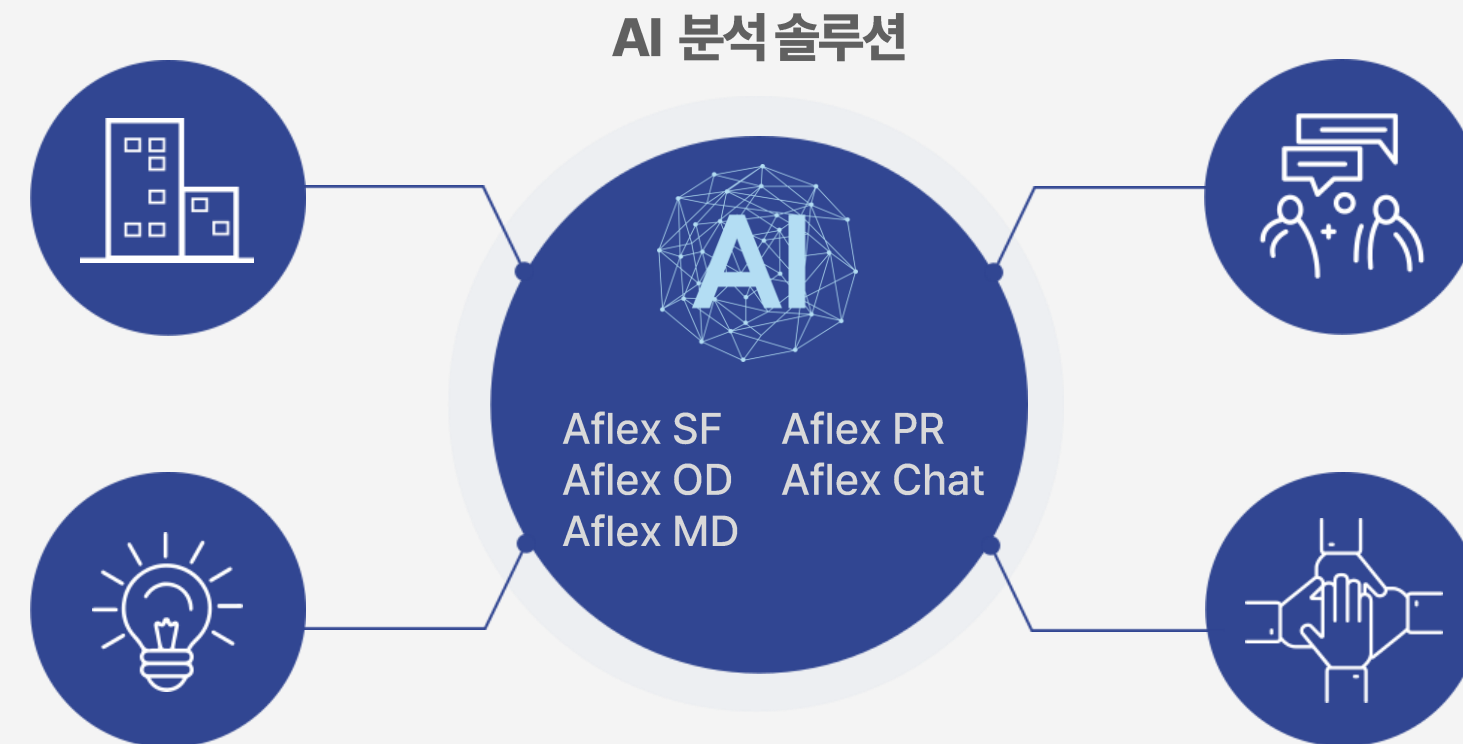 AI 분석 솔루션
AI
Aflex SF
Aflex OD
Aflex MD
Aflex PR
Aflex Chat